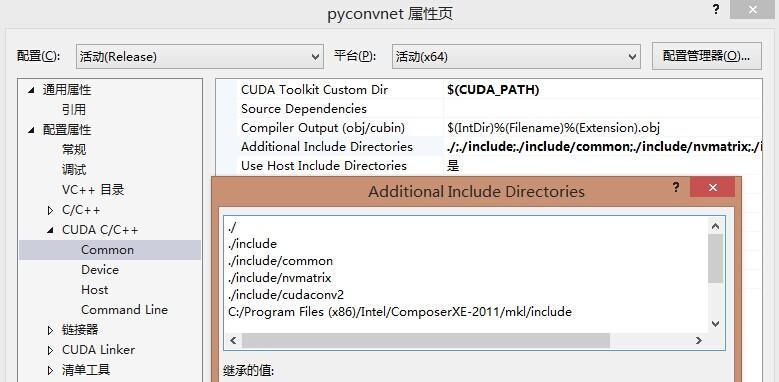 pyconvnet 属性页
? ×
配置(C): 活动(Release) 平台(P): 活动(x64) 配置管理器(O)...
通用属性
引用
配置属性
常规
调试
VC++ 目录
C/C++
CUDA C/C++
Common
Device
Host
Command Line
链接器
CUDA Linker
清单工具
CUDA Toolkit Custom Dir $(CUDA_PATH)
Source Dependencies
Compiler Output (obj/cubin) $(IntDir)%(Filename)%(Extension).obj
Additional Include Directories ./;./include;./include/common;./include/nvmatrix;./i
Use Host Include Directories 是
Additional Include Directories
? ×
./
./include
./include/common
./include/nvmatrix
./include/cudaconv2
C:/Program Files (x86)/Intel/ComposerXE-2011/mkl/include
继承的值: